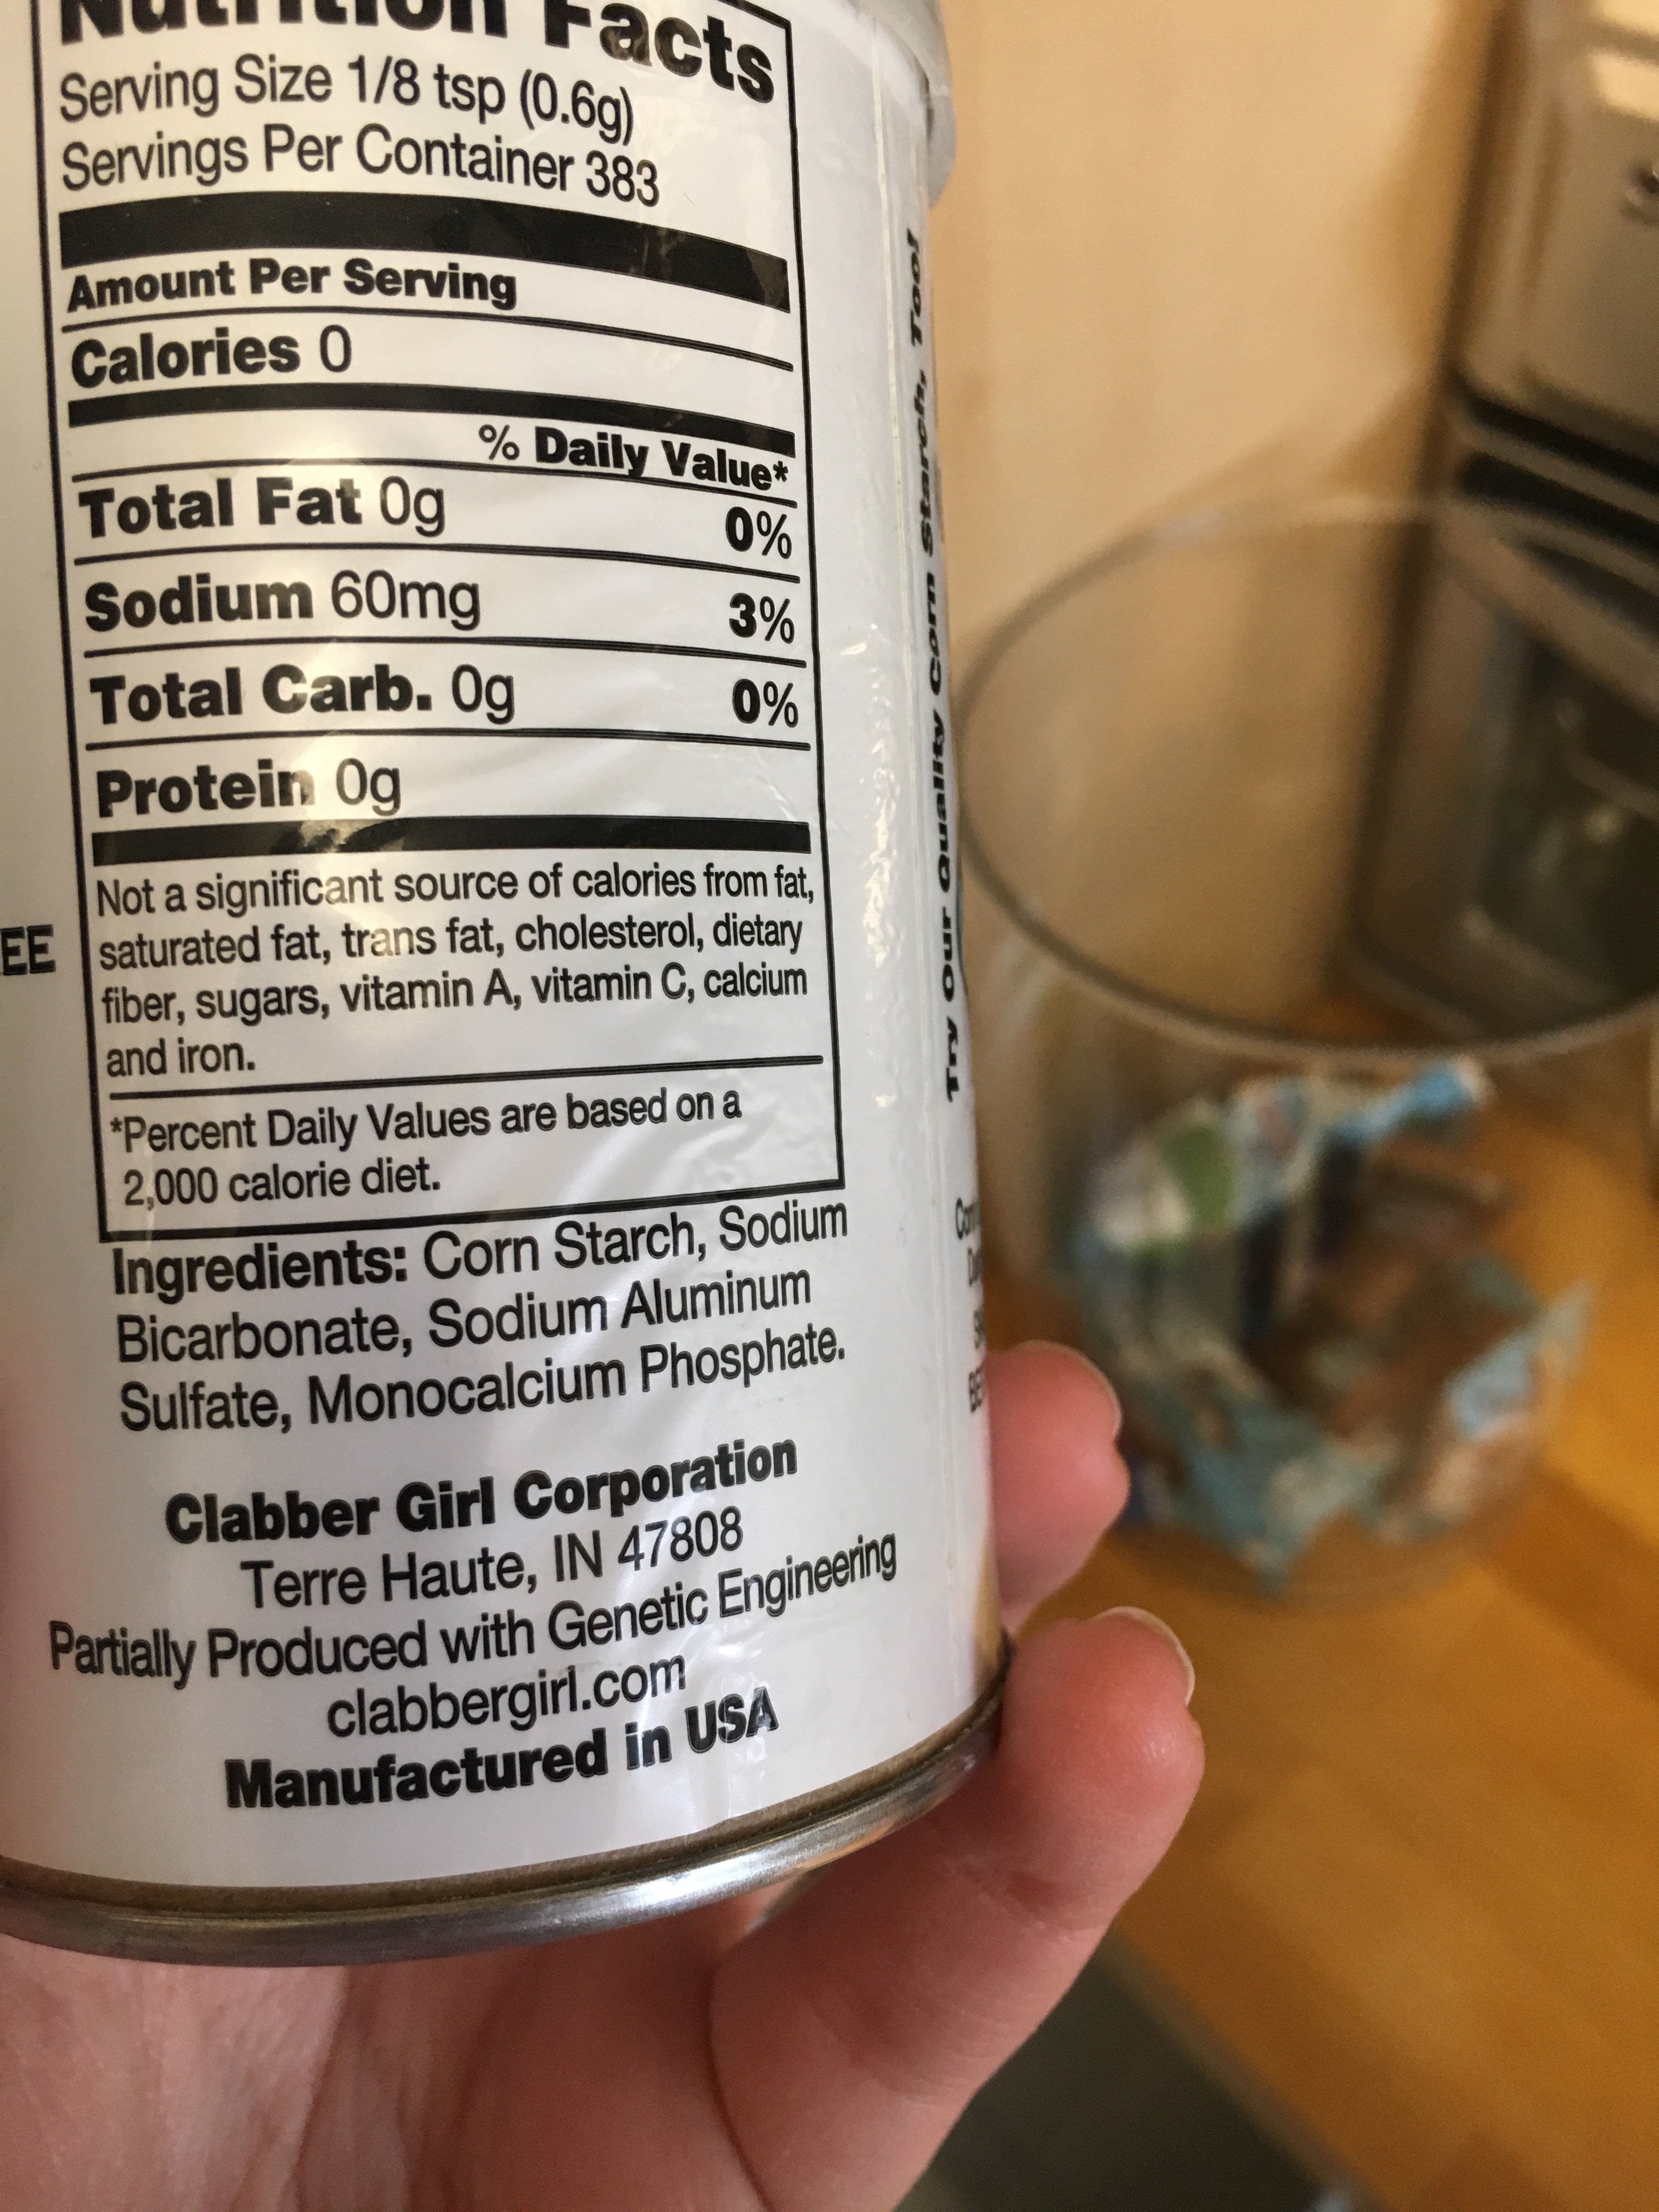 Nutrition Facts
Serving Size 1/8 tsp (0.6g)
Servings Per Container 383
Amount Per Serving
Calories 0
% Daily Value*
Total Fat 0g 0%
Sodium 60mg 3%
Total Carb. 0g 0%
Protein 0g
Not a significant source of calories from fat,
saturated fat, trans fat, cholesterol, dietary
fiber, sugars, vitamin A, vitamin C, calcium
and iron.
*Percent Daily Values are based on a
2,000 calorie diet.
Ingredients: Corn Starch, Sodium
Bicarbonate, Sodium Aluminum
Sulfate, Monocalcium Phosphate.
Clabber Girl Corporation
Terre Haute, IN 47808
Partially Produced with Genetic Engineering
clabbergirl.com
Manufactured in USA
EE
Try Our Quality Corn Starch, Too!